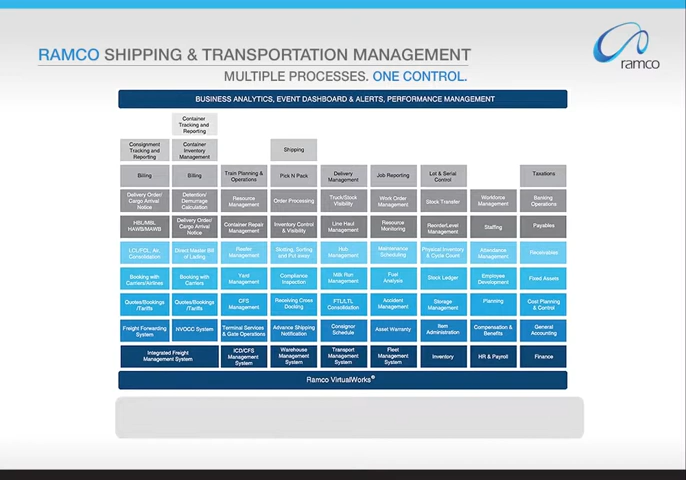 RAMCO SHIPPING & TRANSPORTATION MANAGEMENT
MULTIPLE PROCESSES. ONE CONTROL.
ramco
BUSINESS ANALYTICS, EVENT DASHBOARD & ALERTS, PERFORMANCE MANAGEMENT
Container
Tracking and
Reporting
Consignment
Tracking and
Reporting
Container
Inventory
Management
Shipping
Billing
Billing
Train Planning &
Operations
Pick N Pack
Delivery
Management
Job Reporting
Lot & Serial
Control
Taxations
Delivery Order/
Cargo Arrival
Notice
Detention/
Demurrage
Calculation
Resource
Management
Order Processing
Truck/Stock
Visibility
Work Order
Management
Stock Transfer
Workforce
Management
Banking
Operations
HBL/MBL
HAWB/MAWB
Delivery Order/
Cargo Arrival
Notice
Container Repair
Management
Inventory Control
& Visibility
Line Haul
Management
Resource
Monitoring
ReorderLevel
Management
Staffing
Payables
LCL/FCL, Air,
Consolidation
Direct Master Bill
of Lading
Reefer
Management
Slotting, Sorting
and Put away
Hub
Management
Maintenance
Scheduling
Physical Inventory
& Cycle Count
Attendance
Management
Receivables
Booking with
Carriers/Airlines
Booking with
Carriers
Yard
Management
Compliance
Inspection
Milk Run
Management
Fuel
Analysis
Stock Ledger
Employee
Development
Fixed Assets
Quotes/Bookings
/Tariffs
Quotes/Bookings
/Tariffs
CFS
Management
Receiving Cross
Docking
FTL/LTL
Consolidation
Accident
Management
Storage
Management
Planning
Cost Planning
& Control
Freight Forwarding
System
NVOCC System
Terminal Services
& Gate Operations
Advance Shipping
Notification
Consignor
Schedule
Asset Warranty
Item
Administration
Compensation &
Benefits
General
Accounting
Integrated Freight
Management System
ICD/CFS
Management
System
Warehouse
Management
System
Transport
Management
System
Fleet
Management
System
Inventory
HR & Payroll
Finance
Ramco VirtualWorks®